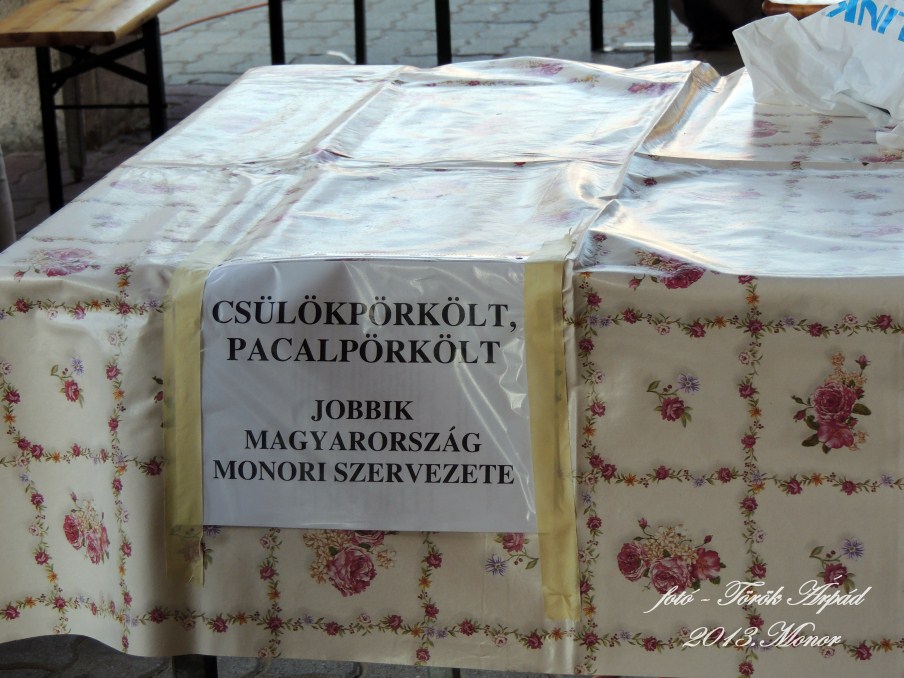 CSÜLÖKPÖRKÖLT,
PACALPÖRKÖLT
JOBBIK
MAGYARORSZÁG
MONORI SZERVEZETE
fotó - Török Árpád
2013.Monor